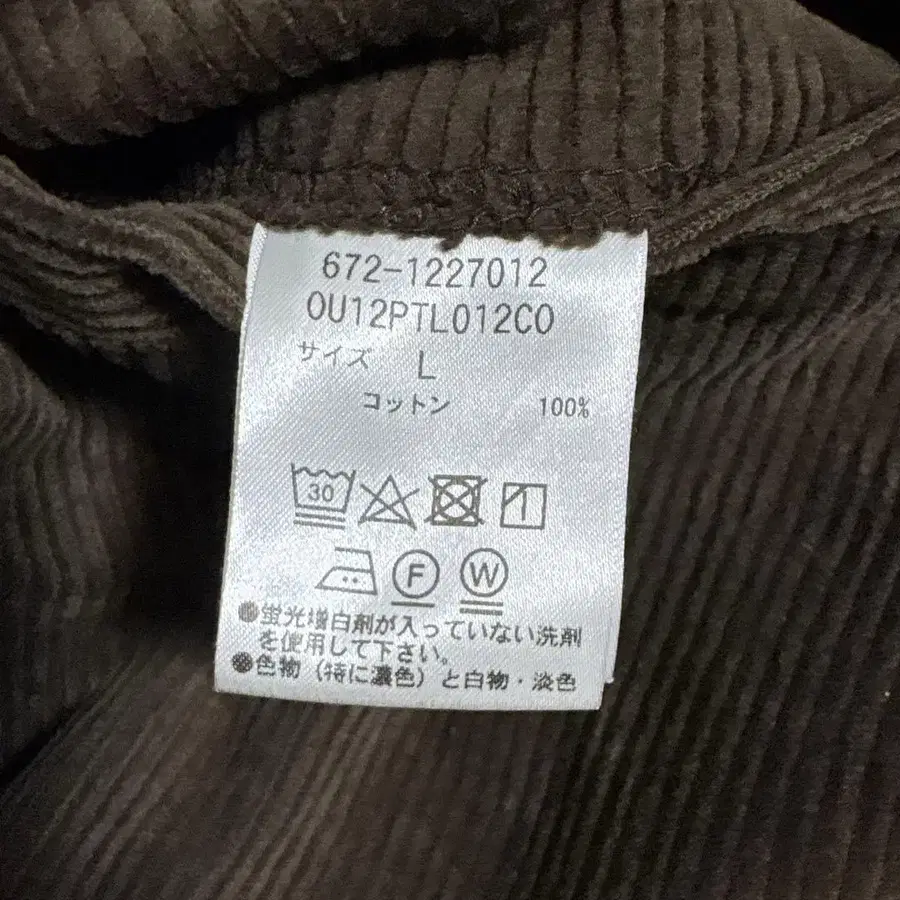 672-1227012
OU12PTL012CO
サイズ L
コットン 100%
30
1
F W
●蛍光増白剤が入っていない洗剤
を使用して下さい。
●色物（特に濃色）と白物・淡色